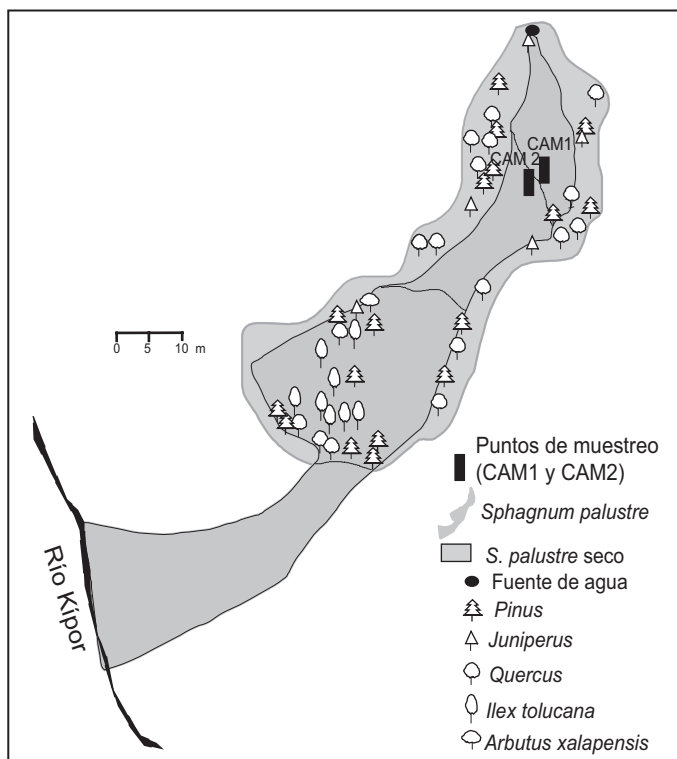 CAM1
CAM 2
0 5 10 m
Río Kípor
Puntos de muestreo
(CAM1 y CAM2)
Sphagnum palustre
S. palustre seco
Fuente de agua
Pinus
Juniperus
Quercus
Ilex tolucana
Arbutus xalapensis